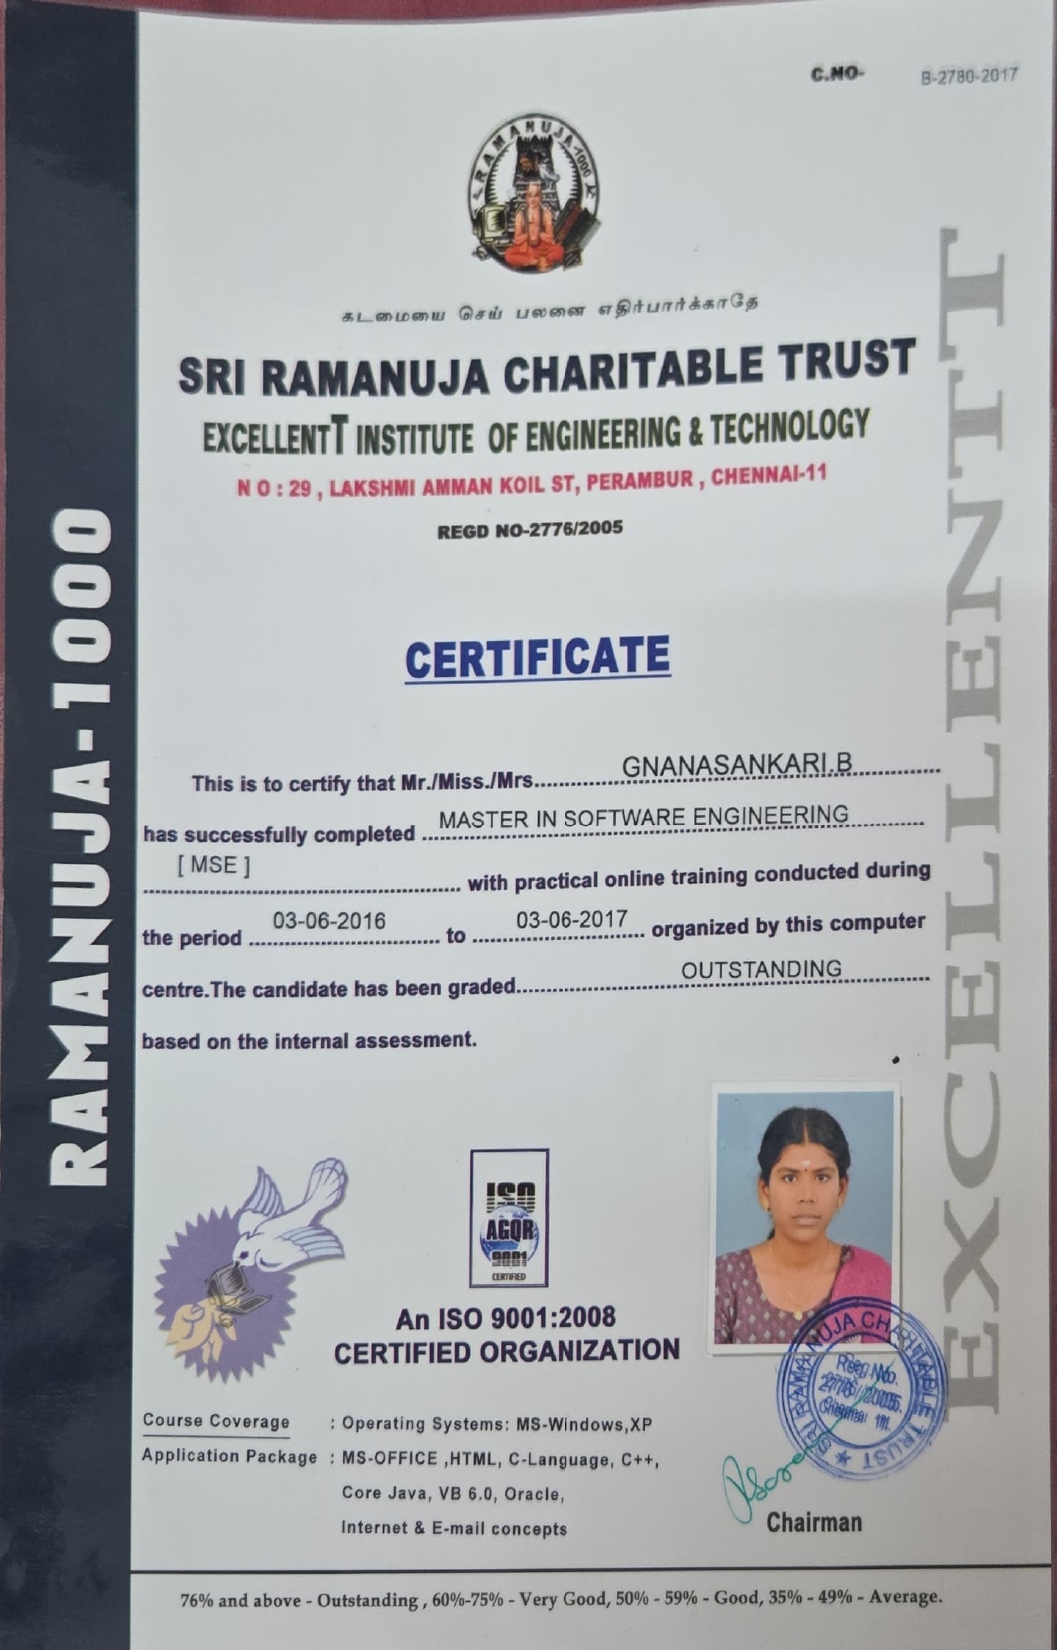 C.NO- B-2780-2017
RAMANUJA-1000
கடமையை செய் பலனை எதிர்பார்க்காதே
SRI RAMANUJA CHARITABLE TRUST
EXCELLENTT INSTITUTE OF ENGINEERING & TECHNOLOGY
N O : 29 , LAKSHMI AMMAN KOIL ST, PERAMBUR , CHENNAI-11
REGD NO-2776/2005
CERTIFICATE
This is to certify that Mr./Miss./Mrs. GNANASANKARI.B
has successfully completed MASTER IN SOFTWARE ENGINEERING
[ MSE ] with practical online training conducted during
the period 03-06-2016 to 03-06-2017 organized by this computer
centre.The candidate has been graded OUTSTANDING
based on the internal assessment.
RAMANUJA-1000
EXCELLENTT
ISO
AGQR
9001
CERTIFIED
An ISO 9001:2008
CERTIFIED ORGANIZATION
SRI RAMANUJA CHARITABLE TRUST
Reg No.
2776/2005.
Chennai
Course Coverage : Operating Systems: MS-Windows,XP
Application Package : MS-OFFICE ,HTML, C-Language, C++,
Core Java, VB 6.0, Oracle,
Internet & E-mail concepts
Chairman
76% and above - Outstanding , 60%-75% - Very Good, 50% - 59% - Good, 35% - 49% - Average.